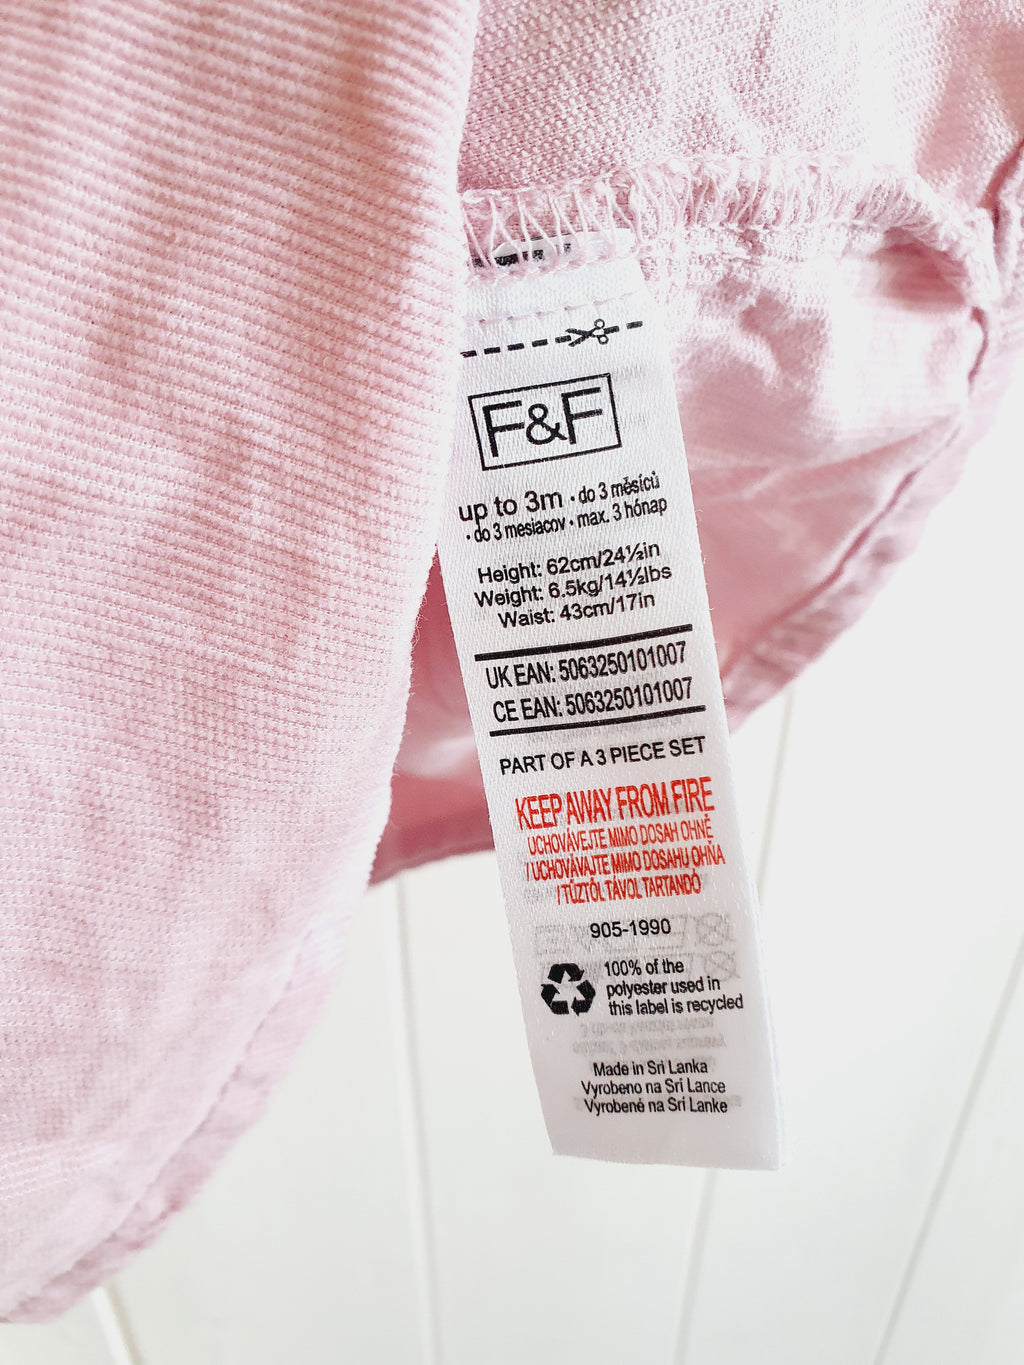 F&F
up to 3m • do 3 měsíců
• do 3 mesiacov • max. 3 hónap
Height: 62cm/24½in
Weight: 6.5kg/14½lbs
Waist: 43cm/17in
UK EAN: 5063250101007
CE EAN: 5063250101007
PART OF A 3 PIECE SET
KEEP AWAY FROM FIRE
UCHOVÁVEJTE MIMO DOSAH OHNĚ
/ UCHOVÁVAJTE MIMO DOSAHU OHŇA
/ TŰZTŐL TÁVOL TARTANDÓ
905-1990
100% of the
polyester used in
this label is recycled
Made in Sri Lanka
Vyrobeno na Srí Lance
Vyrobené na Srí Lanke